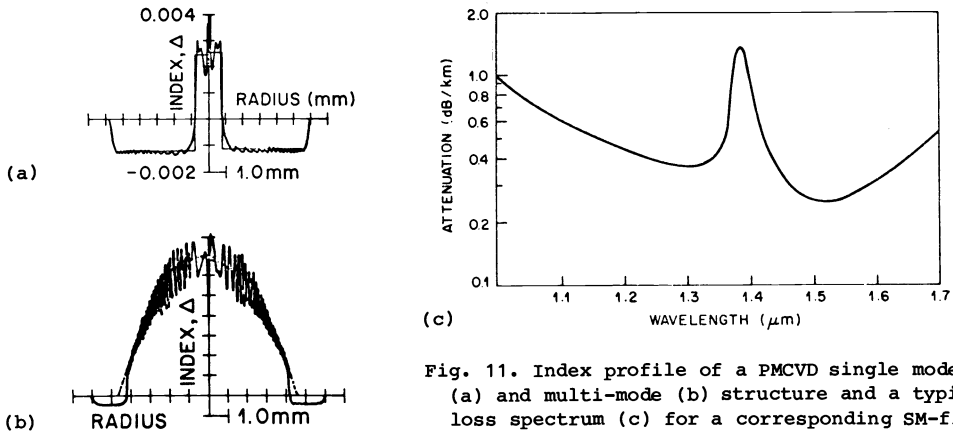 (a)
0.004
INDEX, Δ
RADIUS (mm)
-0.002
1.0mm
(b)
INDEX, Δ
RADIUS
1.0mm
(c)
ATTENUATION (dB/km)
2.0
1.0
0.8
0.6
0.4
0.2
0.1
1.1 1.2 1.3 1.4 1.5 1.6 1.7
WAVELENGTH (μm)
Fig. 11. Index profile of a PMCVD single mode
(a) and multi-mode (b) structure and a typi
loss spectrum (c) for a corresponding SM-f